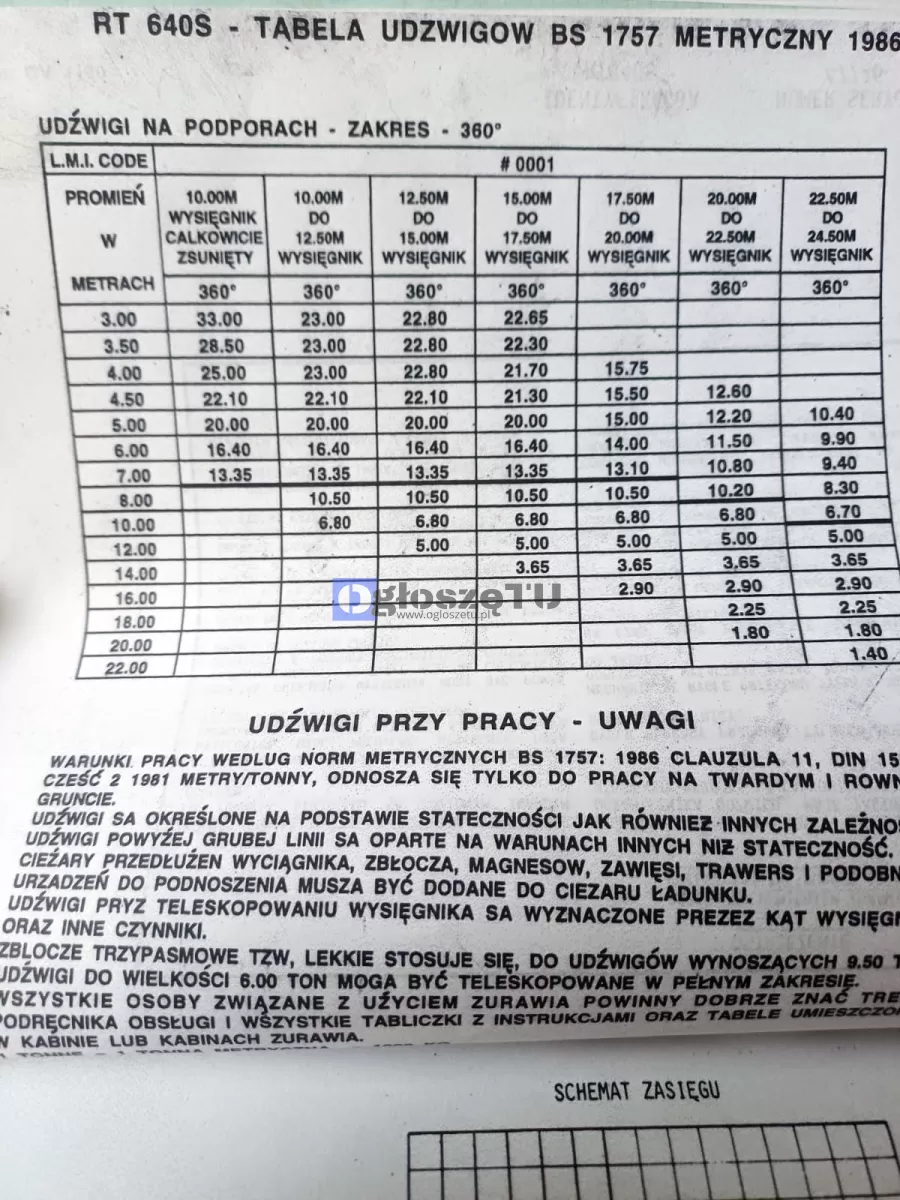 RT 640S - TĄBELA UDZWIGOW BS 1757 METRYCZNY 1986
UDŹWIGI NA PODPORACH - ZAKRES - 360°
L.M.I. CODE # 0001
PROMIEŃ W METRACH
10.00M WYSIĘGNIK CALKOWICIE ZSUNIĘTY
10.00M DO 12.50M WYSIĘGNIK
12.50M DO 15.00M WYSIĘGNIK
15.00M DO 17.50M WYSIĘGNIK
17.50M DO 20.00M WYSIĘGNIK
20.00M DO 22.50M WYSIĘGNIK
22.50M DO 24.50M WYSIĘGNIK
360° 360° 360° 360° 360° 360° 360°
3.00 33.00 23.00 22.80 22.65
3.50 28.50 23.00 22.80 22.30
4.00 25.00 23.00 22.80 21.70 15.75
4.50 22.10 22.10 22.10 21.30 15.50 12.60
5.00 20.00 20.00 20.00 20.00 15.00 12.20 10.40
6.00 16.40 16.40 16.40 16.40 14.00 11.50 9.90
7.00 13.35 13.35 13.35 13.35 13.10 10.80 9.40
8.00 10.50 10.50 10.50 10.50 10.20 8.30
10.00 6.80 6.80 6.80 6.80 6.80 6.70
12.00 5.00 5.00 5.00 5.00 5.00
14.00 3.65 3.65 3.65 3.65
16.00 2.90 2.90 2.90
18.00 2.25 2.25
20.00 1.80 1.80
22.00 1.40
OgłoszęTU
www.ogloszetu.pl
UDŹWIGI PRZY PRACY - UWAGI
WARUNKI PRACY WEDLUG NORM METRYCZNYCH BS 1757: 1986 CLAUZULA 11, DIN 15
CZEŚĆ 2 1981 METRY/TONNY, ODNOSZA SIĘ TYLKO DO PRACY NA TWARDYM I ROWN
GRUNCIE.
UDŹWIGI SA OKREŚLONE NA PODSTAWIE STATECZNOŚCI JAK RÓWNIEŻ INNYCH ZALEŻNO
UDŹWIGI POWYŹEJ GRUBEJ LINII SA OPARTE NA WARUNACH INNYCH NIŻ STATECZNOŚĆ.
CIEŹARY PRZEDŁUŹEN WYCIĄGNIKA, ZBŁOCZA, MAGNESOW, ZAWIĘSI, TRAWERS I PODOBN
URZADZEŃ DO PODNOSZENIA MUSZA BYĆ DODANE DO CIEZARU ŁADUNKU.
UDŹWIGI PRYZ TELESKOPOWANIU WYSIĘGNIKA SA WYZNACZONE PREZEZ KĄT WYSIĘG
ORAZ INNE CZYNNIKI.
ZBLOCZE TRZYPASMOWE TZW, LEKKIE STOSUJE SIĘ, DO UDŹWIGÓW WYNOSZĄCYCH 9.50 T
UDŹWIGI DO WIELKOŚCI 6.00 TON MOGA BYĆ TELESKOPOWANE W PEŁNYM ZAKRESIĘ.
WSZYSTKIE OSOBY ZWIĄZANE Z UŹYCIEM ZURAWIA POWINNY DOBRZE ZNAĆ TRE
PODRĘCNIKA OBSŁUGI I WŚZYSTKIE TABLICZKI Z INSTRUKCJAMI ORAZ TABELE UMIESZCZO
W KABINIE LUB KABINACH ZURAWIA.
SCHEMAT ZASIĘGU